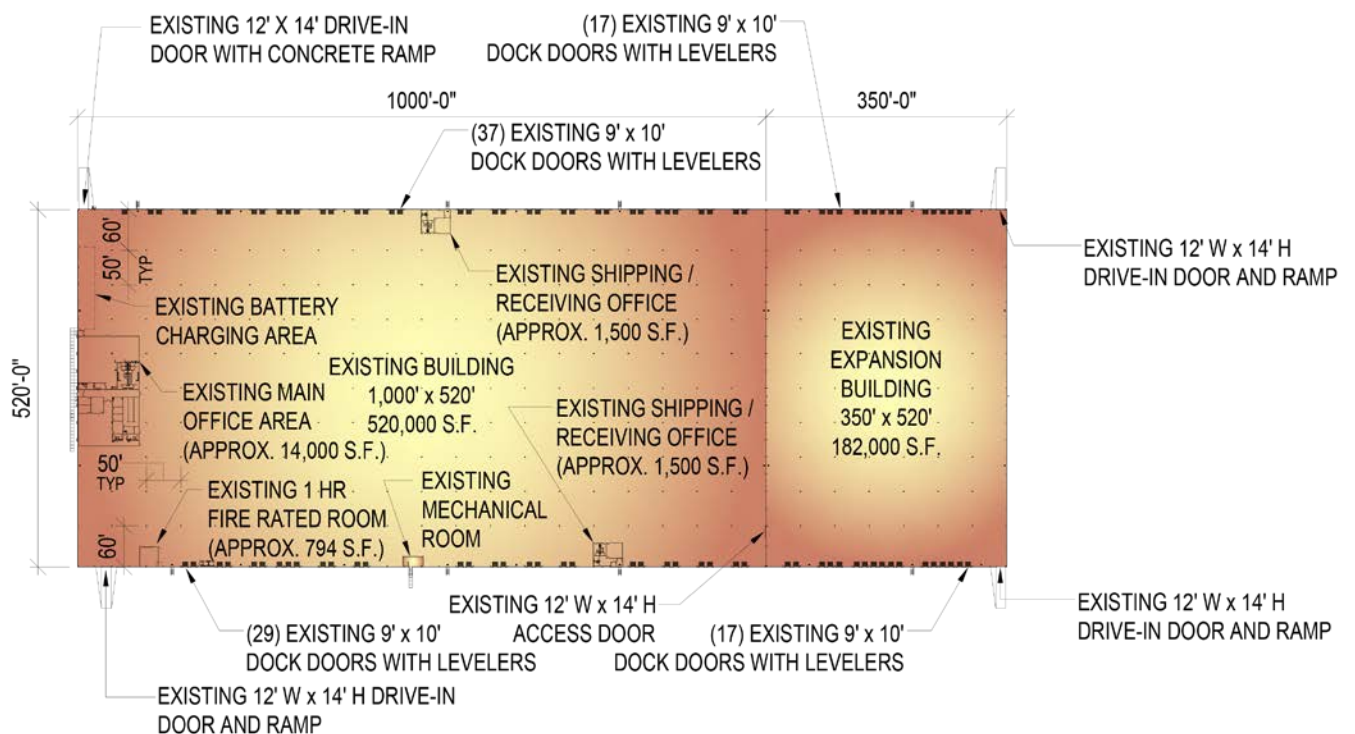 EXISTING 12' X 14' DRIVE-IN
DOOR WITH CONCRETE RAMP
(17) EXISTING 9' x 10'
DOCK DOORS WITH LEVELERS
1000'-0"
350'-0"
(37) EXISTING 9' x 10'
DOCK DOORS WITH LEVELERS
60'
50'
TYP
520'-0"
EXISTING 12' W x 14' H
DRIVE-IN DOOR AND RAMP
EXISTING SHIPPING /
RECEIVING OFFICE
(APPROX. 1,500 S.F.)
EXISTING BATTERY
CHARGING AREA
EXISTING BUILDING
1,000' x 520'
520,000 S.F.
EXISTING
EXPANSION
BUILDING
350' x 520'
182,000 S.F.
EXISTING MAIN
OFFICE AREA
(APPROX. 14,000 S.F.)
EXISTING SHIPPING /
RECEIVING OFFICE
(APPROX. 1,500 S.F.)
50'
TYP
EXISTING 1 HR
FIRE RATED ROOM
(APPROX. 794 S.F.)
EXISTING
MECHANICAL
ROOM
60'
EXISTING 12' W x 14' H
ACCESS DOOR
(17) EXISTING 9' x 10'
DOCK DOORS WITH LEVELERS
EXISTING 12' W x 14' H
DRIVE-IN DOOR AND RAMP
(29) EXISTING 9' x 10'
DOCK DOORS WITH LEVELERS
EXISTING 12' W x 14' H DRIVE-IN
DOOR AND RAMP